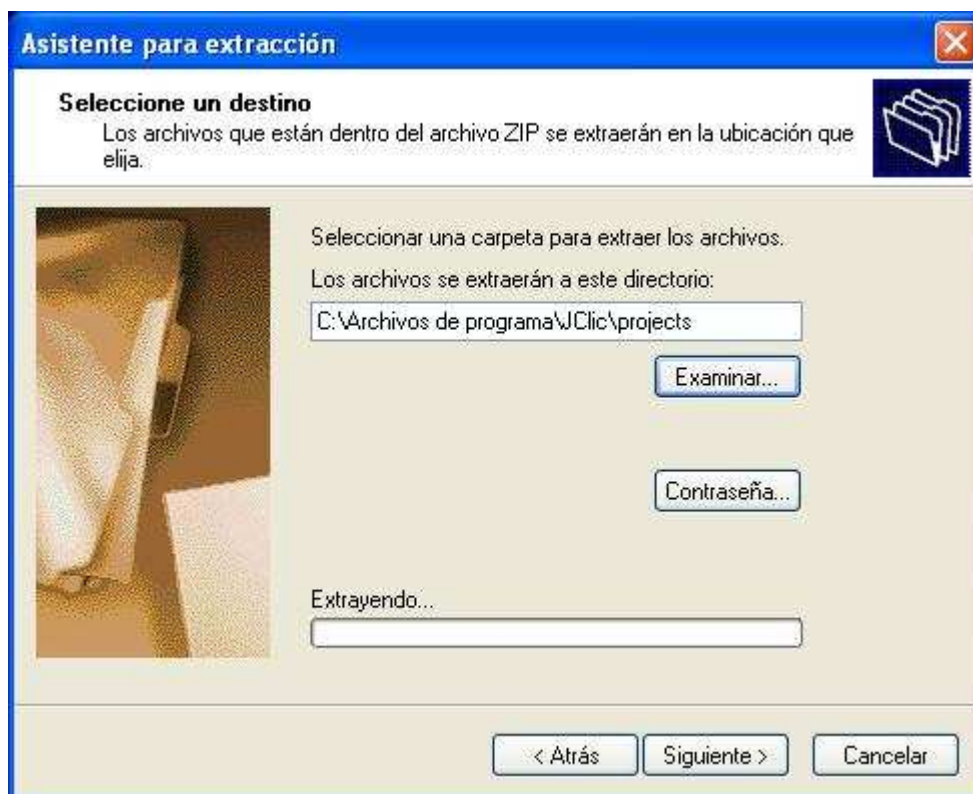 Asistente para extracción
Seleccione un destino
Los archivos que están dentro del archivo ZIP se extraerán en la ubicación que
elija.
Seleccionar una carpeta para extraer los archivos.
Los archivos se extraerán a este directorio:
C:\Archivos de programa\JClic\projects
Examinar...
Contraseña...
Extrayendo...
< Atrás
Siguiente >
Cancelar